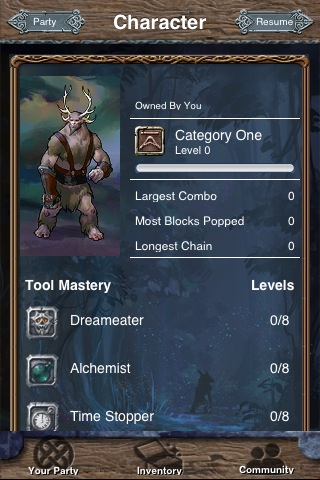 Party
Character
Resume
Owned By You
Category One
Level 0
Largest Combo 0
Most Blocks Popped 0
Longest Chain 0
Tool Mastery Levels
Dreameater 0/8
Alchemist 0/8
Time Stopper 0/8
Your Party
Inventory
Community